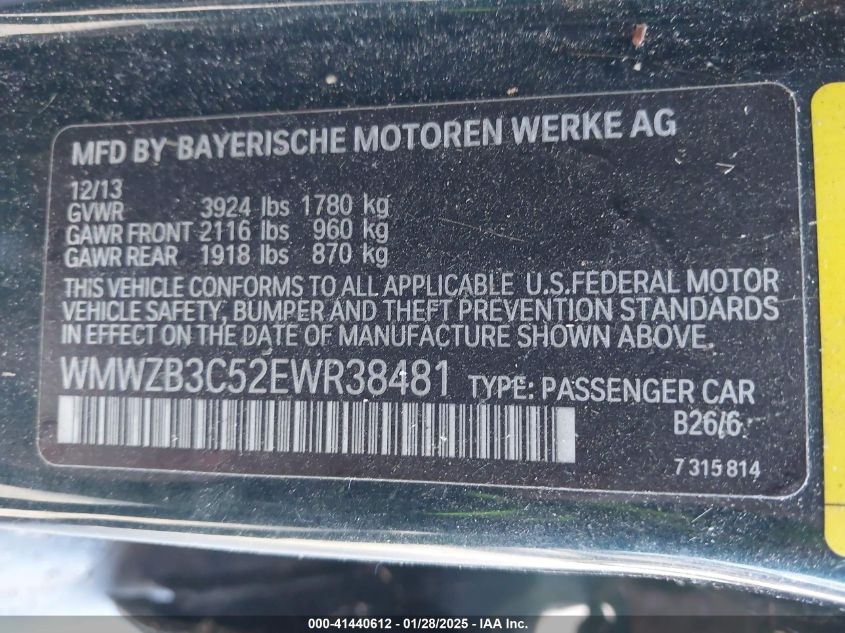 MFD BY BAYERISCHE MOTOREN WERKE AG
12/13
GVWR 3924 lbs 1780 kg
GAWR FRONT 2116 lbs 960 kg
GAWR REAR 1918 lbs 870 kg
THIS VEHICLE CONFORMS TO ALL APPLICABLE U.S.FEDERAL MOTOR
VEHICLE SAFETY, BUMPER AND THEFT PREVENTION STANDARDS
IN EFFECT ON THE DATE OF MANUFACTURE SHOWN ABOVE.
WMWZB3C52EWR38481 TYPE: PASSENGER CAR
B26/6
7 315 814
000-41440612 - 01/28/2025 - IAA